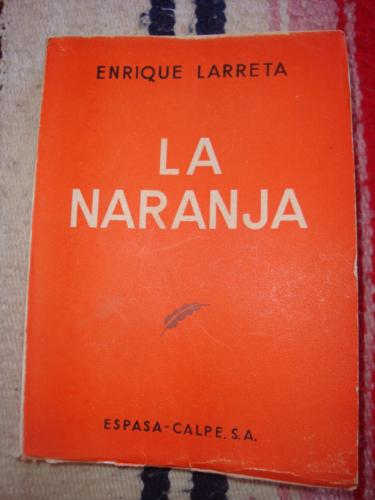 ENRIQUE LARRETA
LA
NARANJA
ESPASA-CALPE, S.A.